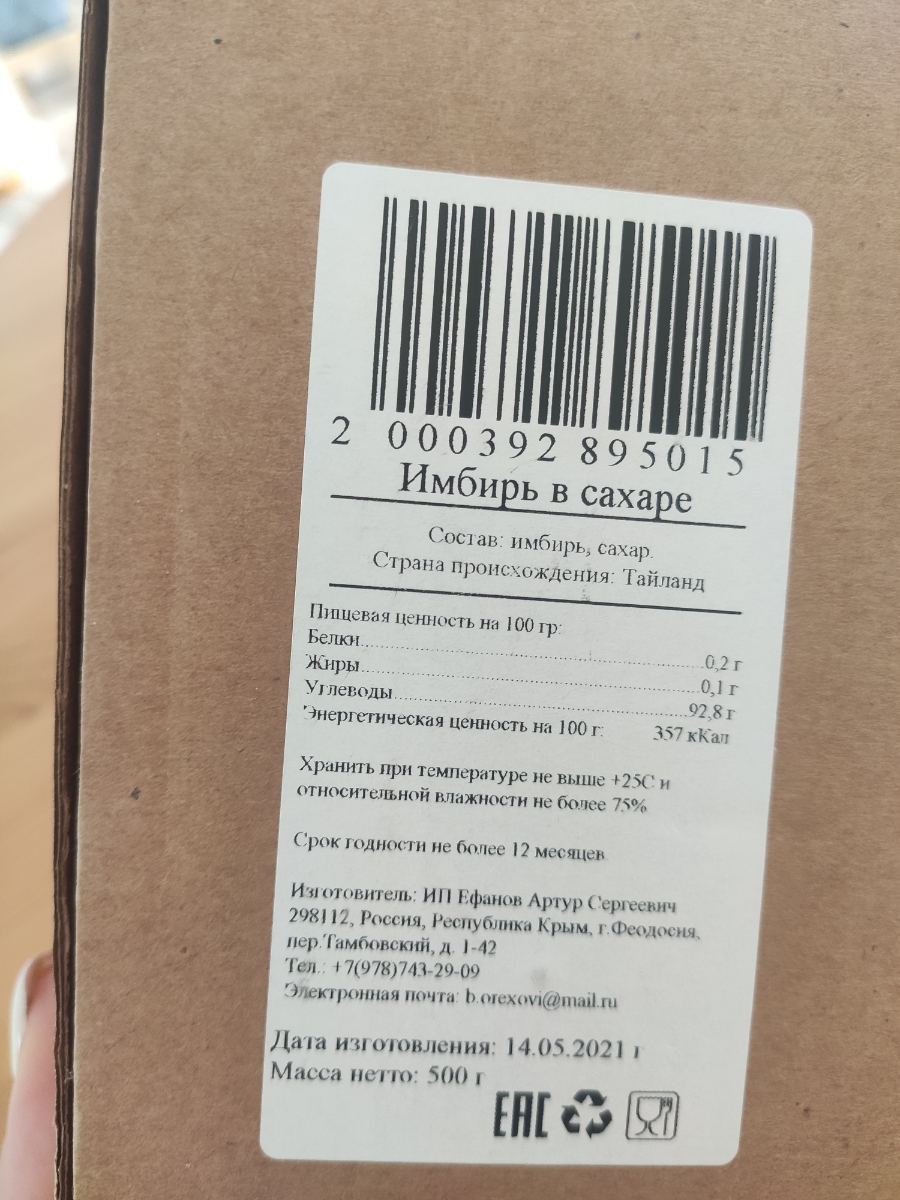 2 000392 895015
Имбирь в сахаре
Состав: имбирь, сахар.
Страна происхождения: Тайланд
Пищевая ценность на 100 гр:
Белки 0,2 г
Жиры 0,1 г
Углеводы 92,8 г
Энергетическая ценность на 100 г: 357 кКал
Хранить при температуре не выше +25С и
относительной влажности не более 75%
Срок годности не более 12 месяцев
Изготовитель: ИП Ефанов Артур Сергеевич
298112, Россия, Республика Крым, г.Феодосия,
пер.Тамбовский, д. 1-42
Тел.: +7(978)743-29-09
Электронная почта: b.orexovi@mail.ru
Дата изготовления: 14.05.2021 г
Масса нетто: 500 г
ЕАС